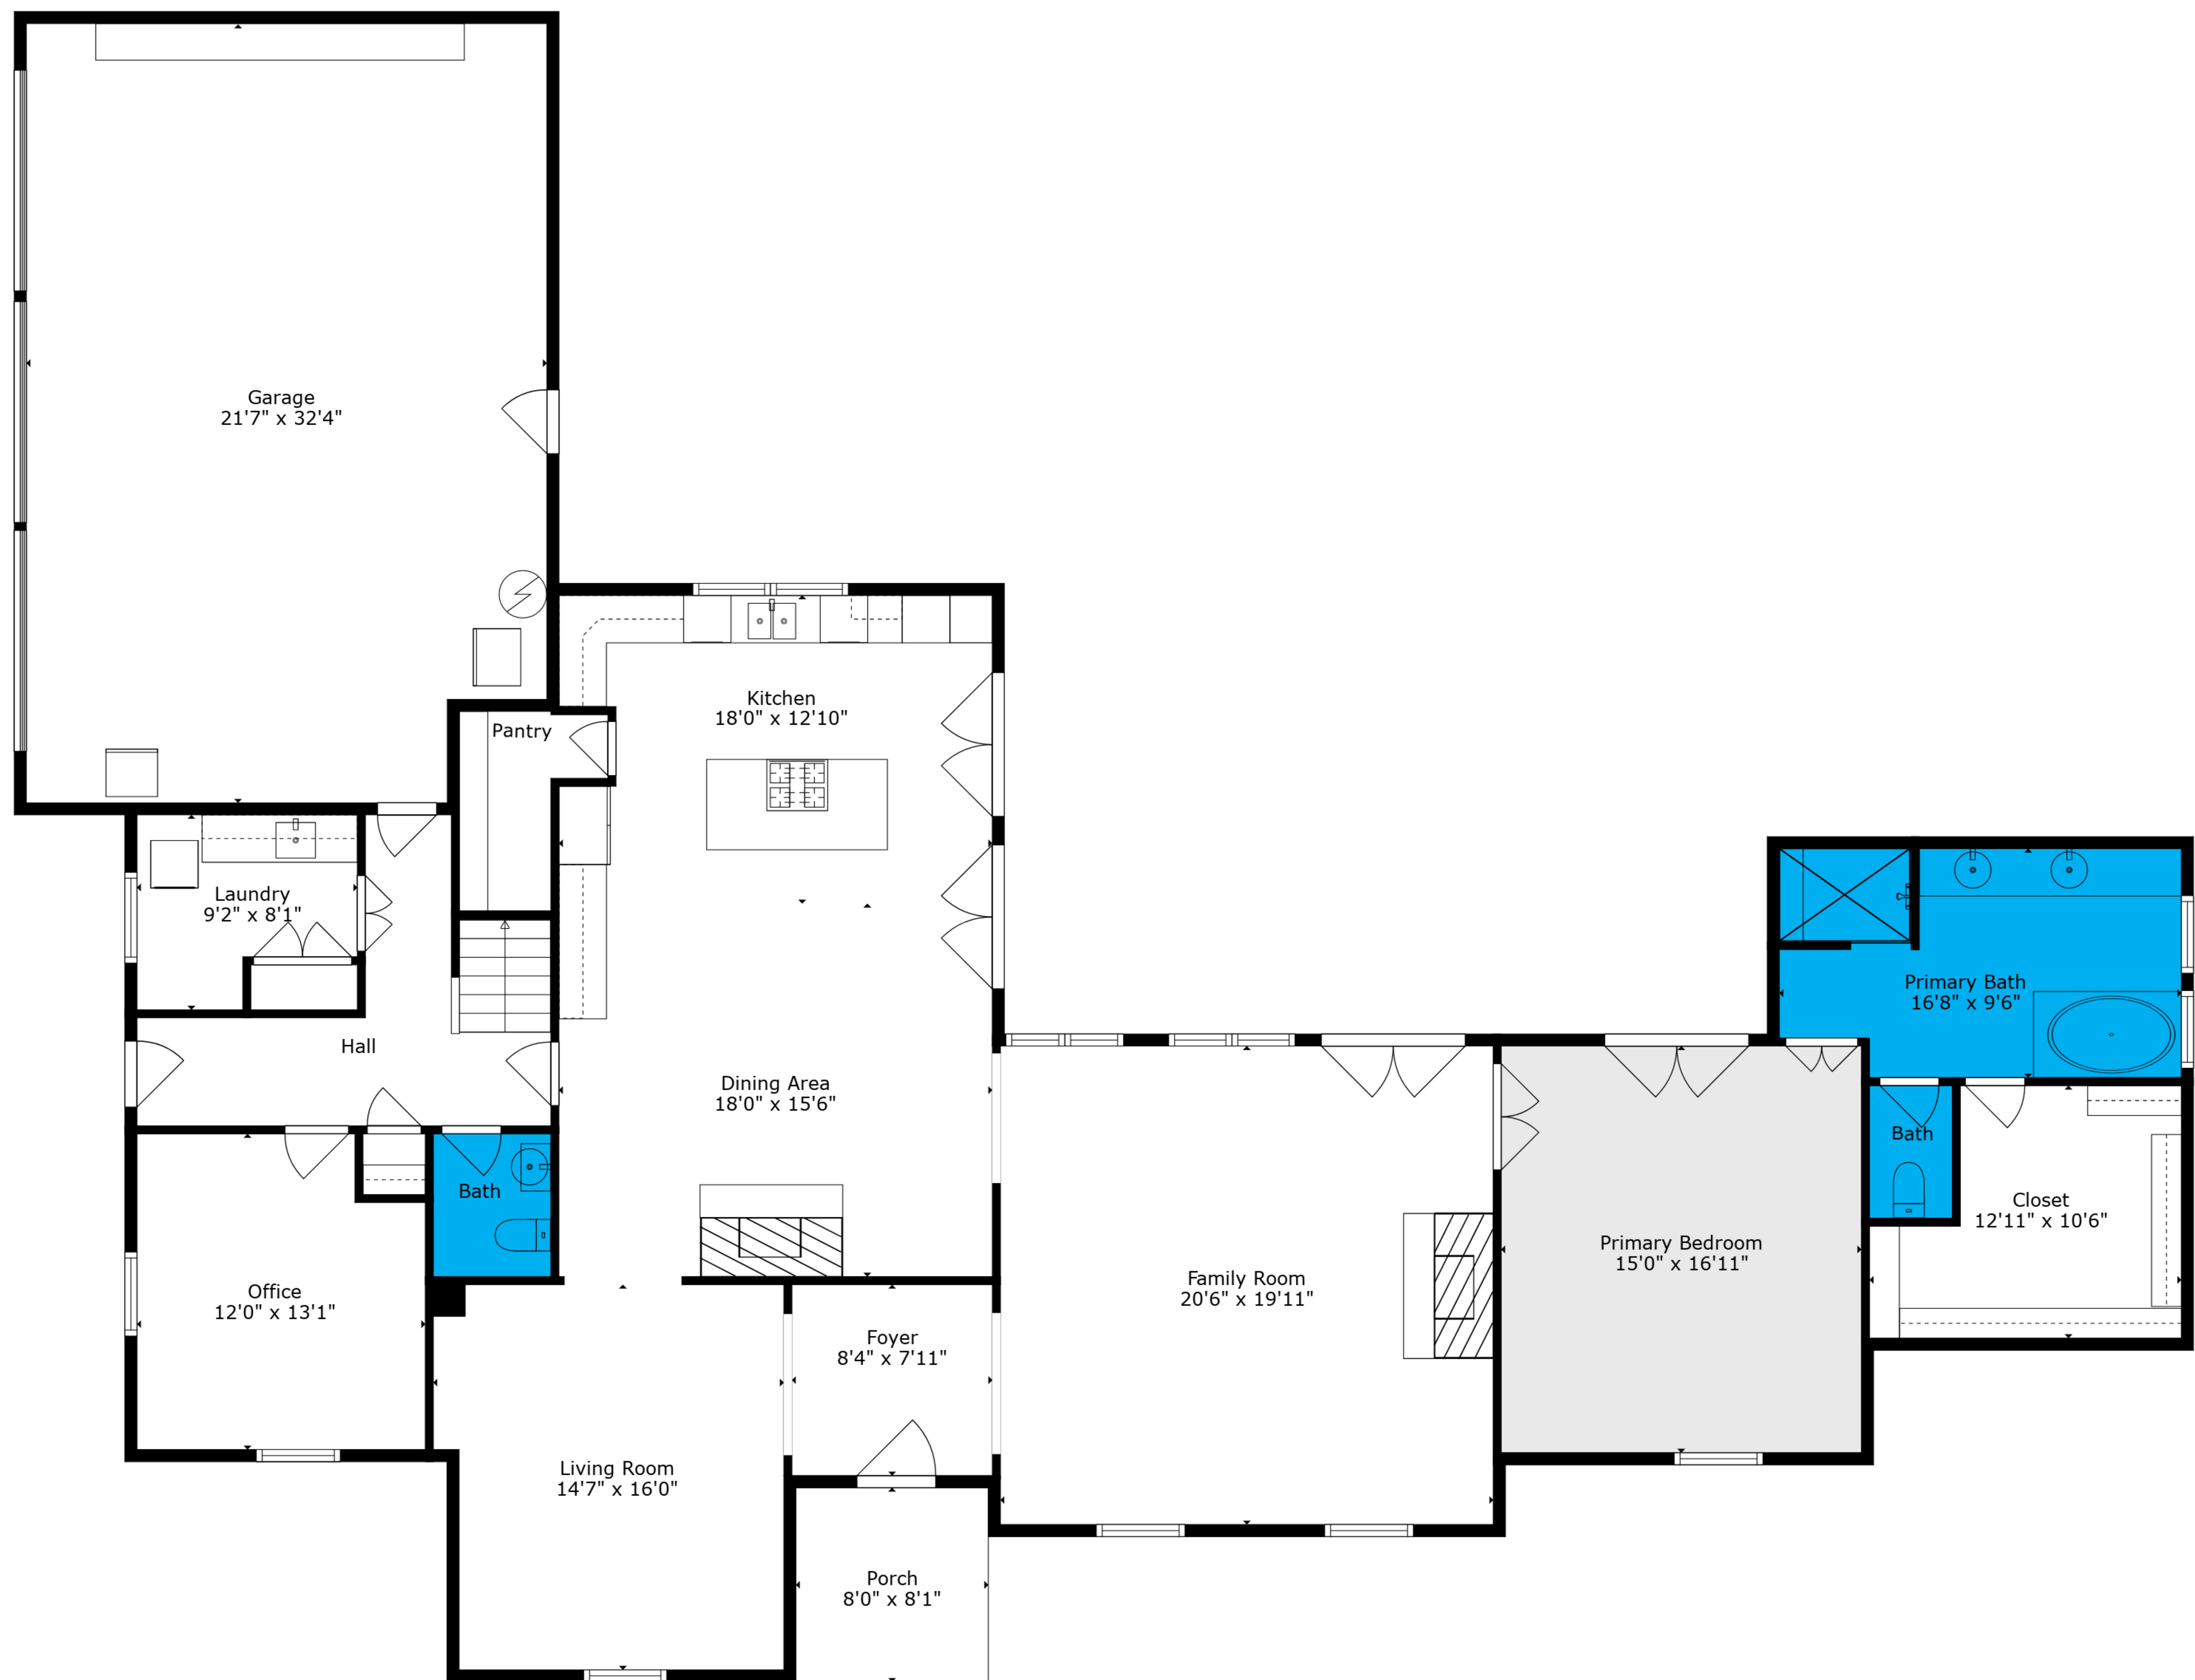 Garage
21'7" x 32'4"
Kitchen
18'0" x 12'10"
Pantry
Laundry
9'2" x 8'1"
Primary Bath
16'8" x 9'6"
Hall
Dining Area
18'0" x 15'6"
Bath
Bath
Closet
12'11" x 10'6"
Primary Bedroom
15'0" x 16'11"
Family Room
20'6" x 19'11"
Office
12'0" x 13'1"
Foyer
8'4" x 7'11"
Living Room
14'7" x 16'0"
Porch
8'0" x 8'1"